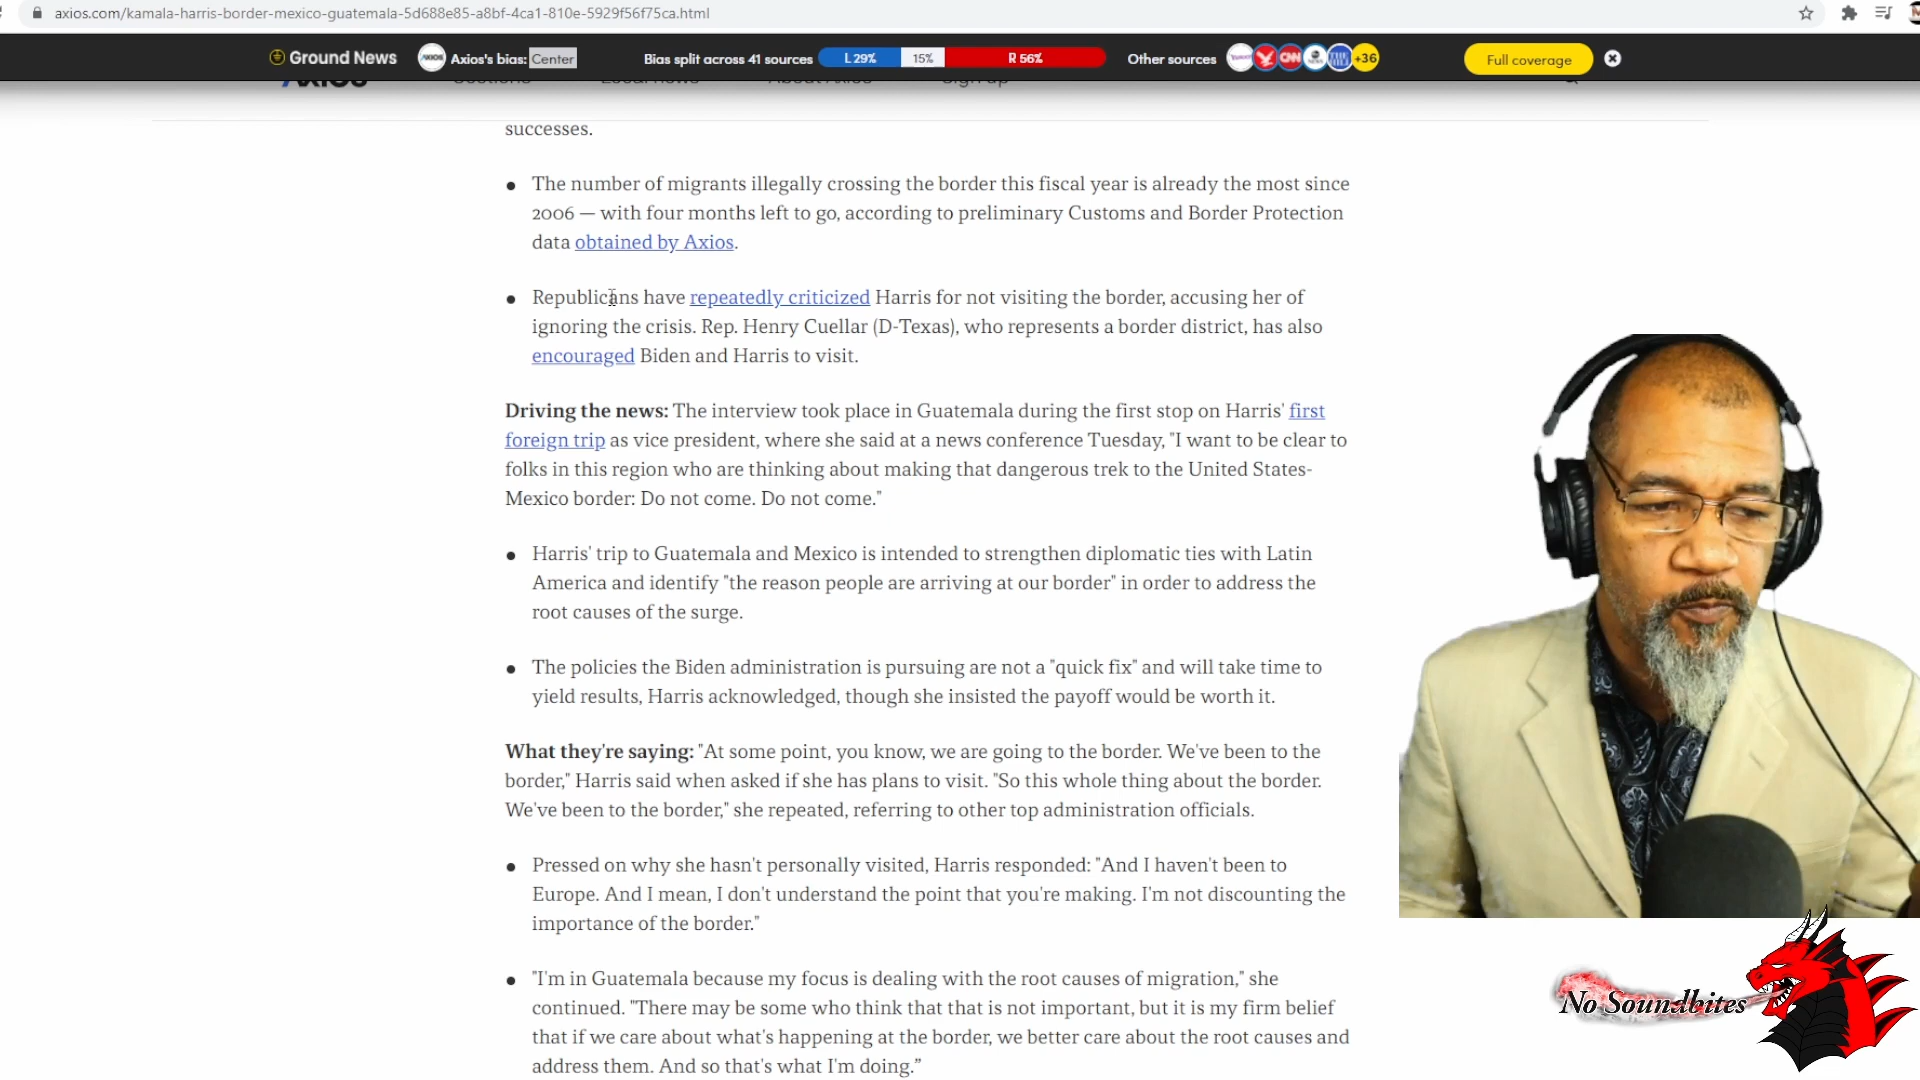 axios.com/kamala-harris-border-mexico-guatemala-5d688e85-a8bf-4ca1-810e-5929f56f75ca.html
Ground News AXIOS Axios's bias: Center Bias split across 41 sources L 29% 15% R 56% Other sources CNN +36 Full coverage
successes.
The number of migrants illegally crossing the border this fiscal year is already the most since
2006 — with four months left to go, according to preliminary Customs and Border Protection
data obtained by Axios.
Republicans have repeatedly criticized Harris for not visiting the border, accusing her of
ignoring the crisis. Rep. Henry Cuellar (D-Texas), who represents a border district, has also
encouraged Biden and Harris to visit.
Driving the news: The interview took place in Guatemala during the first stop on Harris' first
foreign trip as vice president, where she said at a news conference Tuesday, "I want to be clear to
folks in this region who are thinking about making that dangerous trek to the United States-
Mexico border: Do not come. Do not come."
Harris' trip to Guatemala and Mexico is intended to strengthen diplomatic ties with Latin
America and identify "the reason people are arriving at our border" in order to address the
root causes of the surge.
The policies the Biden administration is pursuing are not a "quick fix" and will take time to
yield results, Harris acknowledged, though she insisted the payoff would be worth it.
What they're saying: "At some point, you know, we are going to the border. We've been to the
border," Harris said when asked if she has plans to visit. "So this whole thing about the border.
We've been to the border," she repeated, referring to other top administration officials.
Pressed on why she hasn't personally visited, Harris responded: "And I haven't been to
Europe. And I mean, I don't understand the point that you're making. I'm not discounting the
importance of the border."
"I'm in Guatemala because my focus is dealing with the root causes of migration," she
continued. "There may be some who think that that is not important, but it is my firm belief
that if we care about what's happening at the border, we better care about the root causes and
address them. And so that's what I'm doing.”
No Soundbites